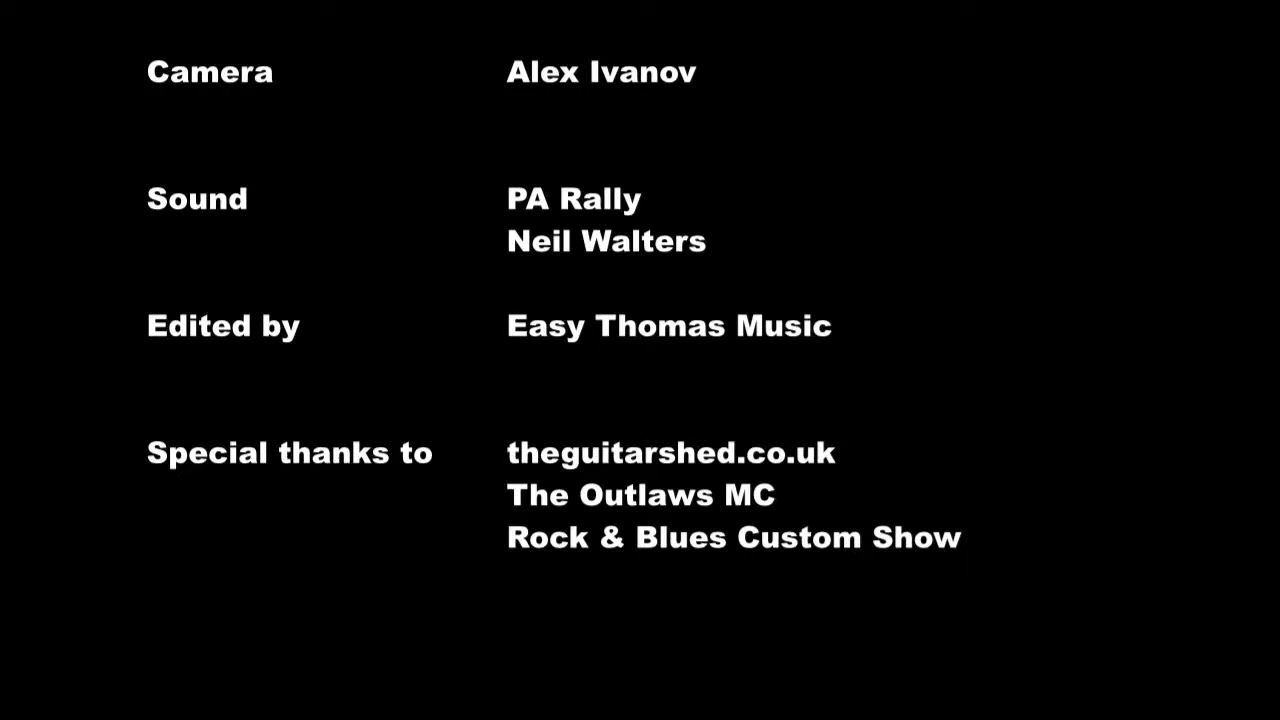 Camera Alex Ivanov
Sound PA Rally
Neil Walters
Edited by Easy Thomas Music
Special thanks to theguitarshed.co.uk
The Outlaws MC
Rock & Blues Custom Show